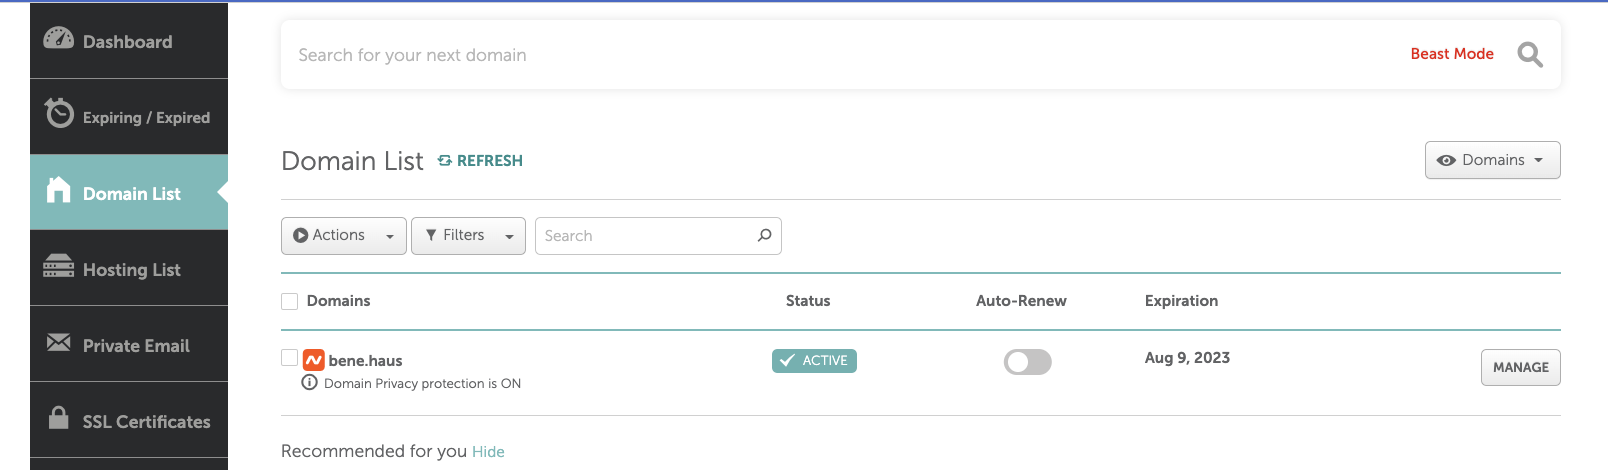 Dashboard
Expiring / Expired
Domain List
Hosting List
Private Email
SSL Certificates
Search for your next domain
Beast Mode
Domain List REFRESH
Domains
Actions Filters Search
Domains Status Auto-Renew Expiration
bene.haus ACTIVE Aug 9, 2023 MANAGE
Domain Privacy protection is ON
Recommended for you Hide